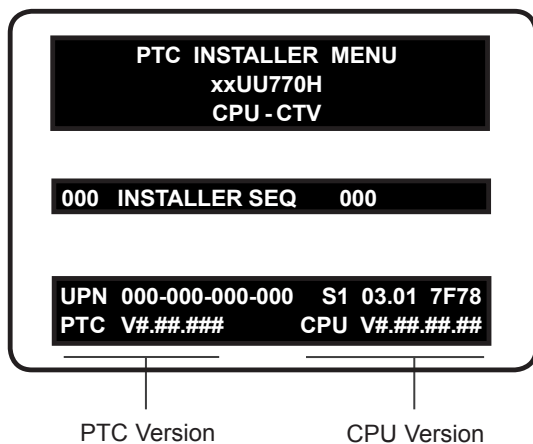 PTC INSTALLER MENU
xxUU770H
CPU - CTV
000 INSTALLER SEQ 000
UPN 000-000-000-000 S1 03.01 7F78
PTC V#.##.### CPU V#.##.##.##
PTC Version CPU Version